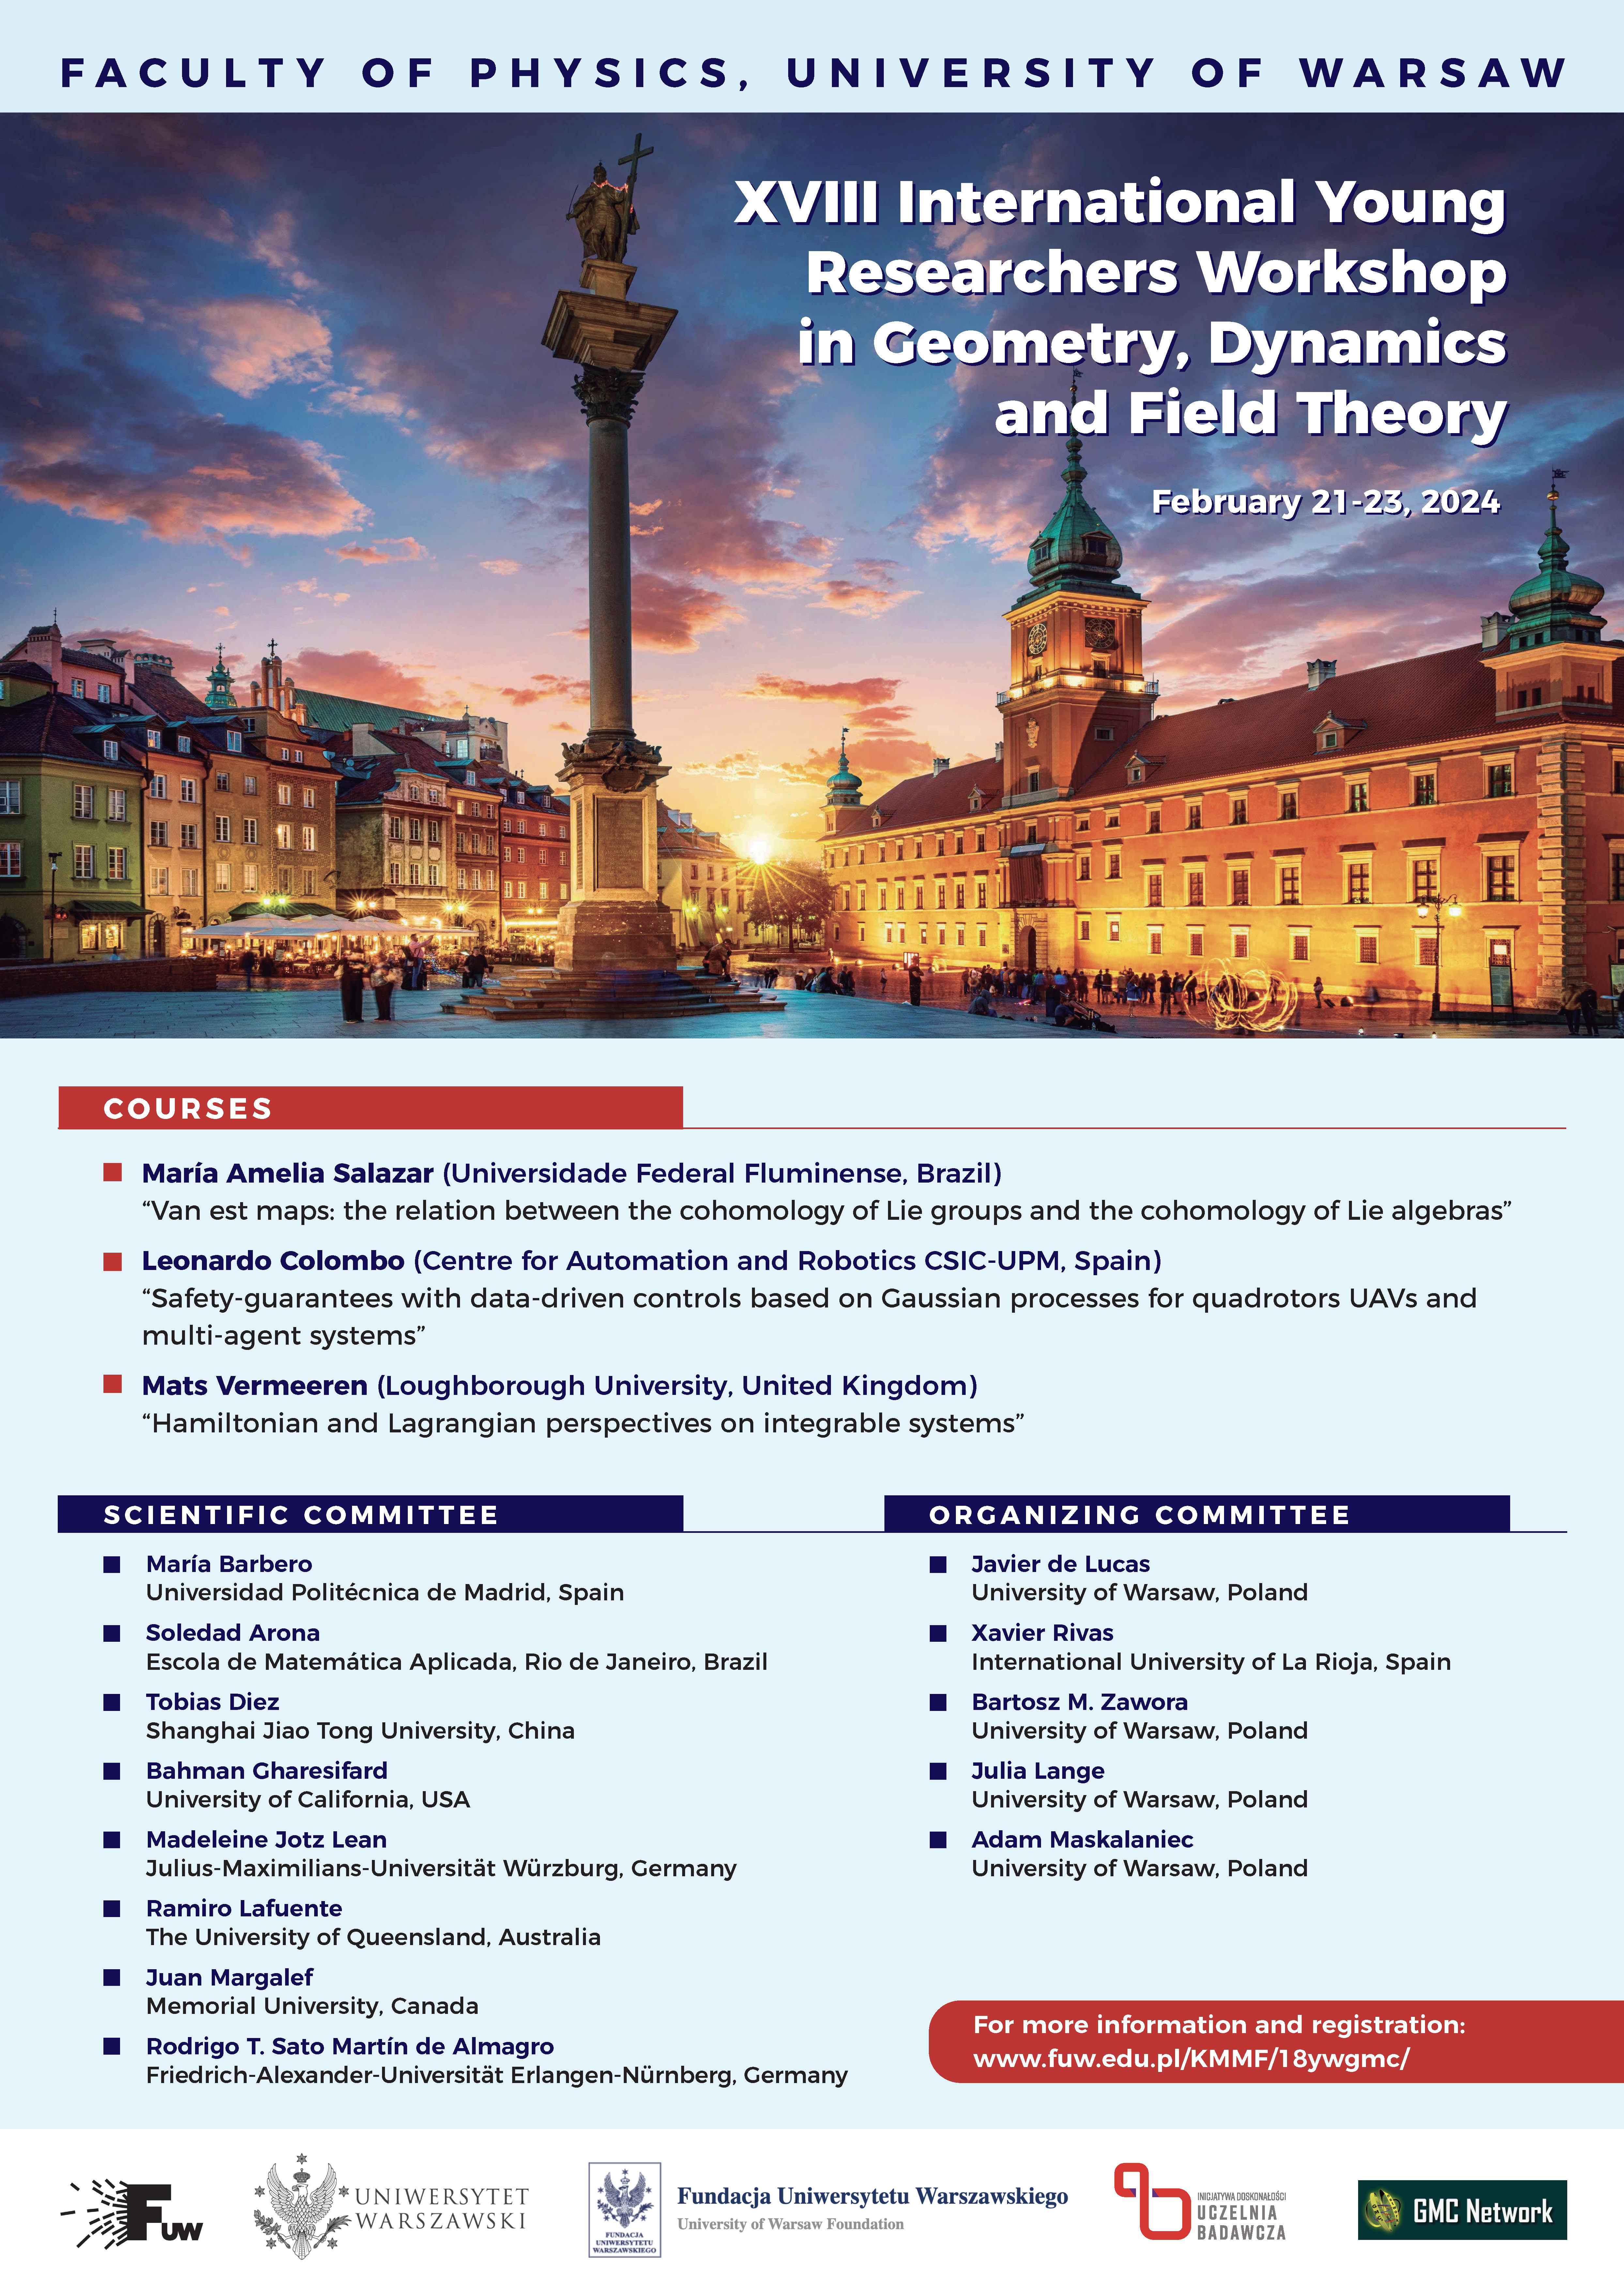 FACULTY OF PHYSICS, UNIVERSITY OF WARSAW
XVIII International Young
Researchers Workshop
in Geometry, Dynamics
and Field Theory
February 21-23, 2024
COURSES
María Amelia Salazar (Universidade Federal Fluminense, Brazil)
“Van est maps: the relation between the cohomology of Lie groups and the cohomology of Lie algebras”
Leonardo Colombo (Centre for Automation and Robotics CSIC-UPM, Spain)
“Safety-guarantees with data-driven controls based on Gaussian processes for quadrotors UAVs and
multi-agent systems”
Mats Vermeeren (Loughborough University, United Kingdom)
“Hamiltonian and Lagrangian perspectives on integrable systems”
SCIENTIFIC COMMITTEE
María Barbero
Universidad Politécnica de Madrid, Spain
Soledad Arona
Escola de Matemática Aplicada, Rio de Janeiro, Brazil
Tobias Diez
Shanghai Jiao Tong University, China
Bahman Gharesifard
University of California, USA
Madeleine Jotz Lean
Julius-Maximilians-Universität Würzburg, Germany
Ramiro Lafuente
The University of Queensland, Australia
Juan Margalef
Memorial University, Canada
Rodrigo T. Sato Martín de Almagro
Friedrich-Alexander-Universität Erlangen-Nürnberg, Germany
ORGANIZING COMMITTEE
Javier de Lucas
University of Warsaw, Poland
Xavier Rivas
International University of La Rioja, Spain
Bartosz M. Zawora
University of Warsaw, Poland
Julia Lange
University of Warsaw, Poland
Adam Maskalaniec
University of Warsaw, Poland
For more information and registration:
www.fuw.edu.pl/KMMF/18ywgmc/
FUW
UNIWERSYTET
WARSZAWSKI
FUNDACJA
UNIWERSYTETU
WARSZAWSKIEGO
Fundacja Uniwersytetu Warszawskiego
University of Warsaw Foundation
INICJATYWA DOSKONAŁOŚCI
UCZELNIA
BADAWCZA
GMC Network